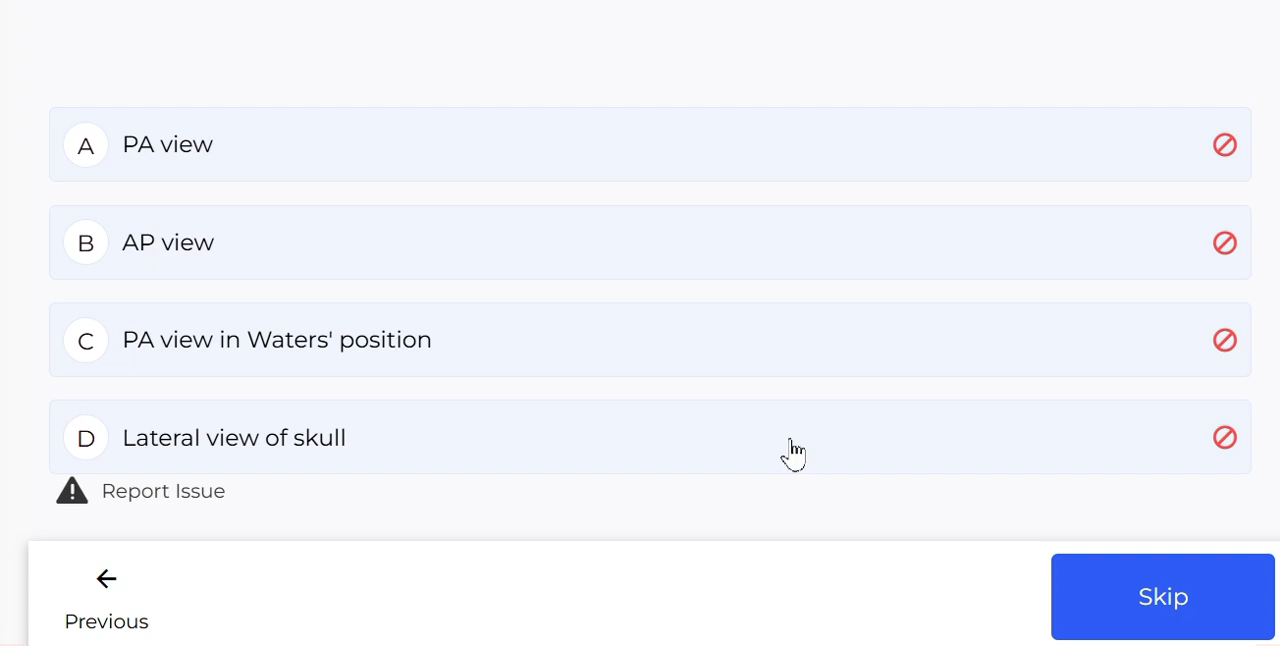 A PA view
B AP view
C PA view in Waters' position
D Lateral view of skull
Report Issue
Previous
Skip